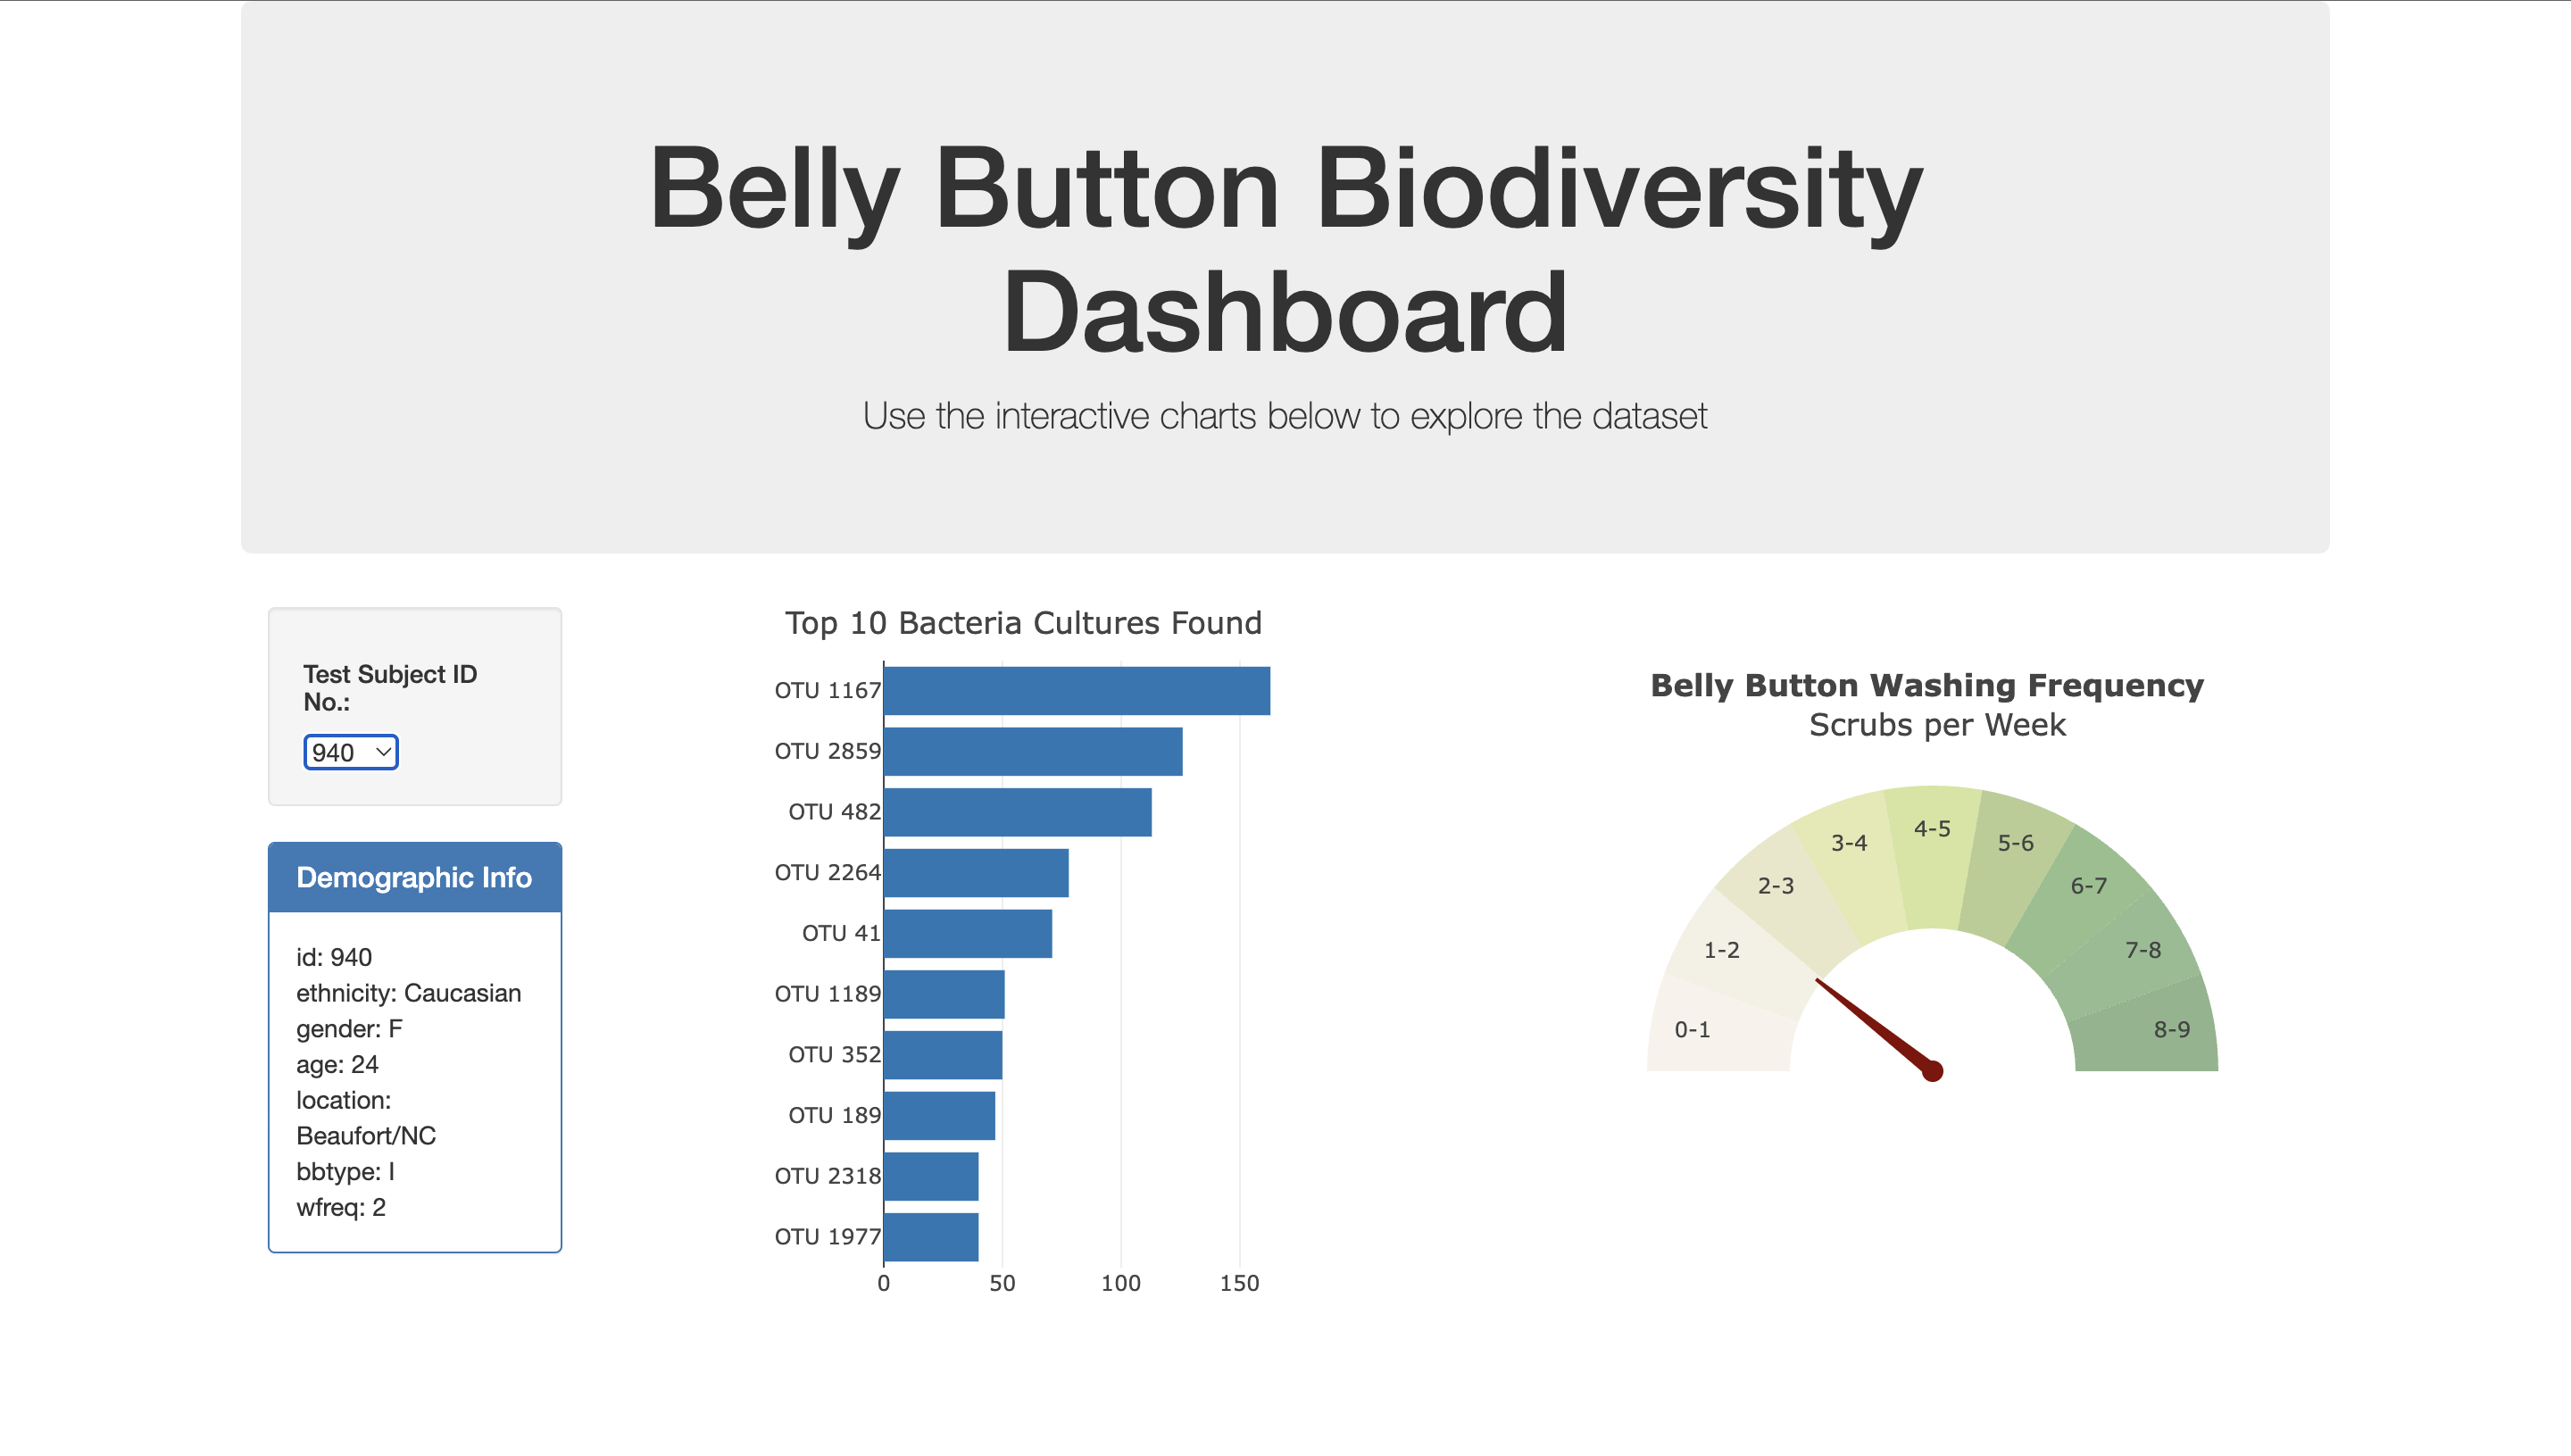 Belly Button Biodiversity
Dashboard
Use the interactive charts below to explore the dataset
Test Subject ID
No.:
940
Demographic Info
id: 940
ethnicity: Caucasian
gender: F
age: 24
location:
Beaufort/NC
bbtype: I
wfreq: 2
Top 10 Bacteria Cultures Found
OTU 1167
OTU 2859
OTU 482
OTU 2264
OTU 41
OTU 1189
OTU 352
OTU 189
OTU 2318
OTU 1977
0 50 100 150
Belly Button Washing Frequency
Scrubs per Week
0-1
1-2
2-3
3-4
4-5
5-6
6-7
7-8
8-9